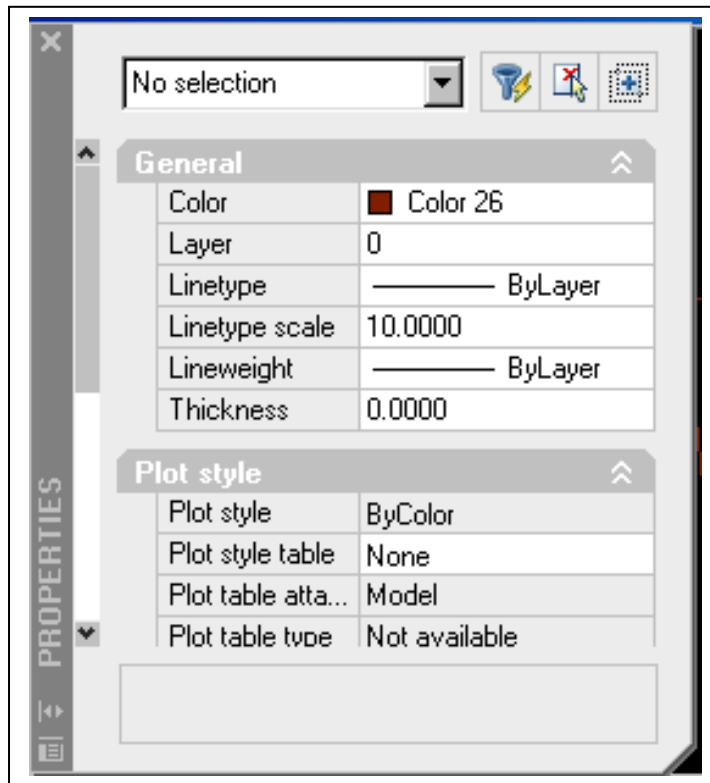 No selection
General
Color Color 26
Layer 0
Linetype ByLayer
Linetype scale 10.0000
Lineweight ByLayer
Thickness 0.0000
Plot style
Plot style ByColor
Plot style table None
Plot table atta... Model
Plot table type Not available
PROPERTIES